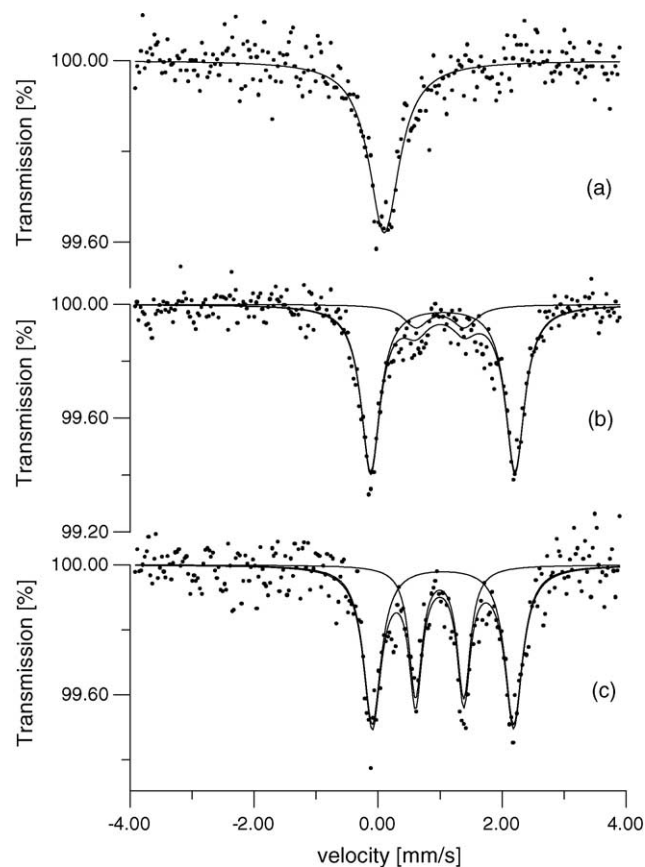 100.00
Transmission [%]
(a)
99.60
100.00
Transmission [%]
99.60
(b)
99.20
100.00
Transmission [%]
99.60
(c)
-4.00 -2.00 0.00 2.00 4.00
velocity [mm/s]